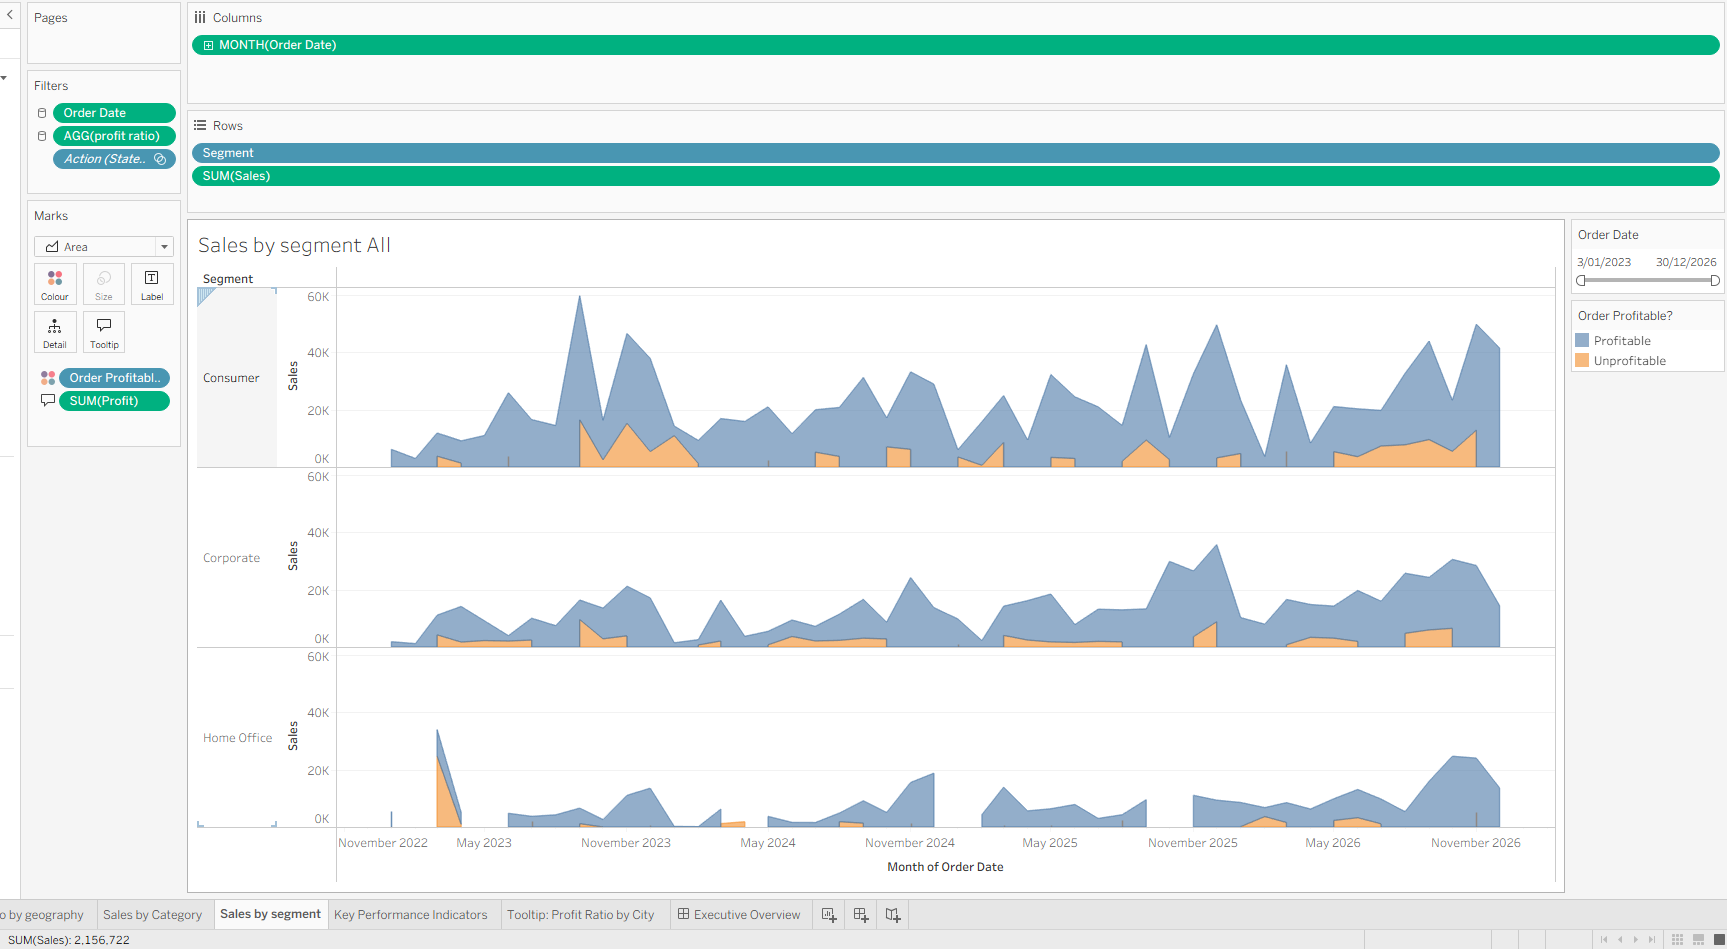 Pages
Columns
MONTH(Order Date)
Filters
Order Date
AGG(profit ratio)
Action (State..
Rows
Segment
SUM(Sales)
Marks
Area
Colour
Size
Label
Detail
Tooltip
Order Profitabl..
SUM(Profit)
Sales by segment All
Segment
Consumer
Sales
60K
40K
20K
0K
Corporate
Sales
60K
40K
20K
0K
Home Office
Sales
60K
40K
20K
0K
November 2022
May 2023
November 2023
May 2024
November 2024
May 2025
November 2025
May 2026
November 2026
Month of Order Date
Order Date
3/01/2023
30/12/2026
Order Profitable?
Profitable
Unprofitable
o by geography
Sales by Category
Sales by segment
Key Performance Indicators
Tooltip: Profit Ratio by City
Executive Overview
SUM(Sales): 2,156,722